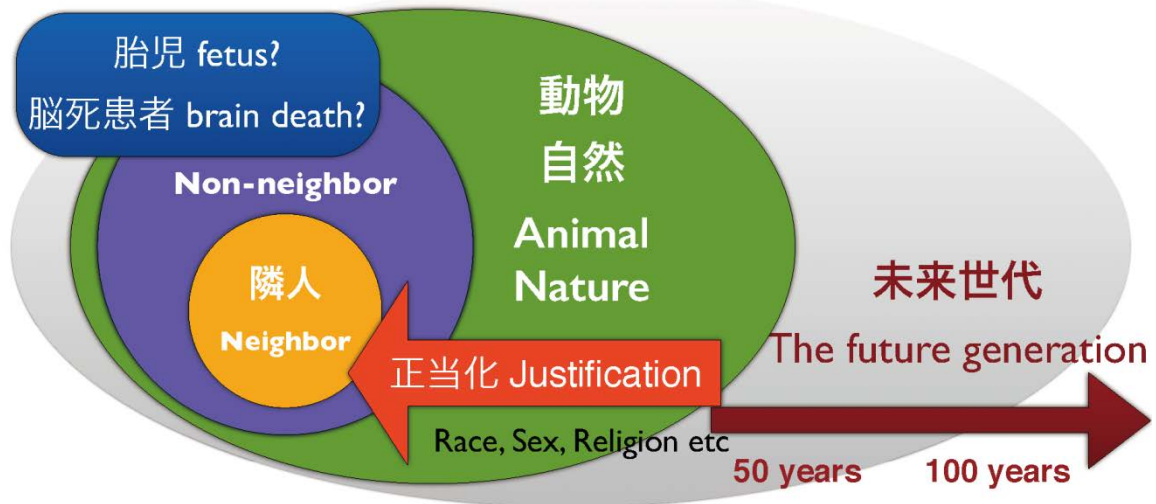 胎児 fetus?
脳死患者 brain death?
Non-neighbor
隣人
Neighbor
動物
自然
Animal
Nature
正当化 Justification
Race, Sex, Religion etc
未来世代
The future generation
50 years
100 years